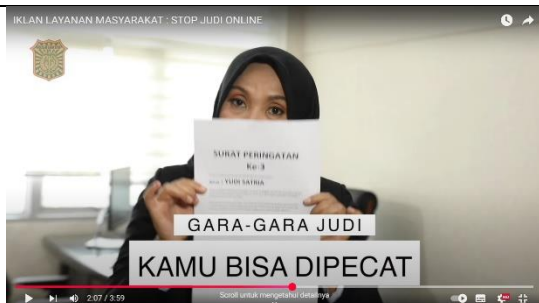 IKLAN LAYANAN MASYARAKAT : STOP JUDI ONLINE
SURAT PERINGATAN
Ke-3
YUDI SATRIA
GARA-GARA JUDI
KAMU BISA DIPECAT
2:07 / 3:59
Scroll untuk mengetahui detailnya